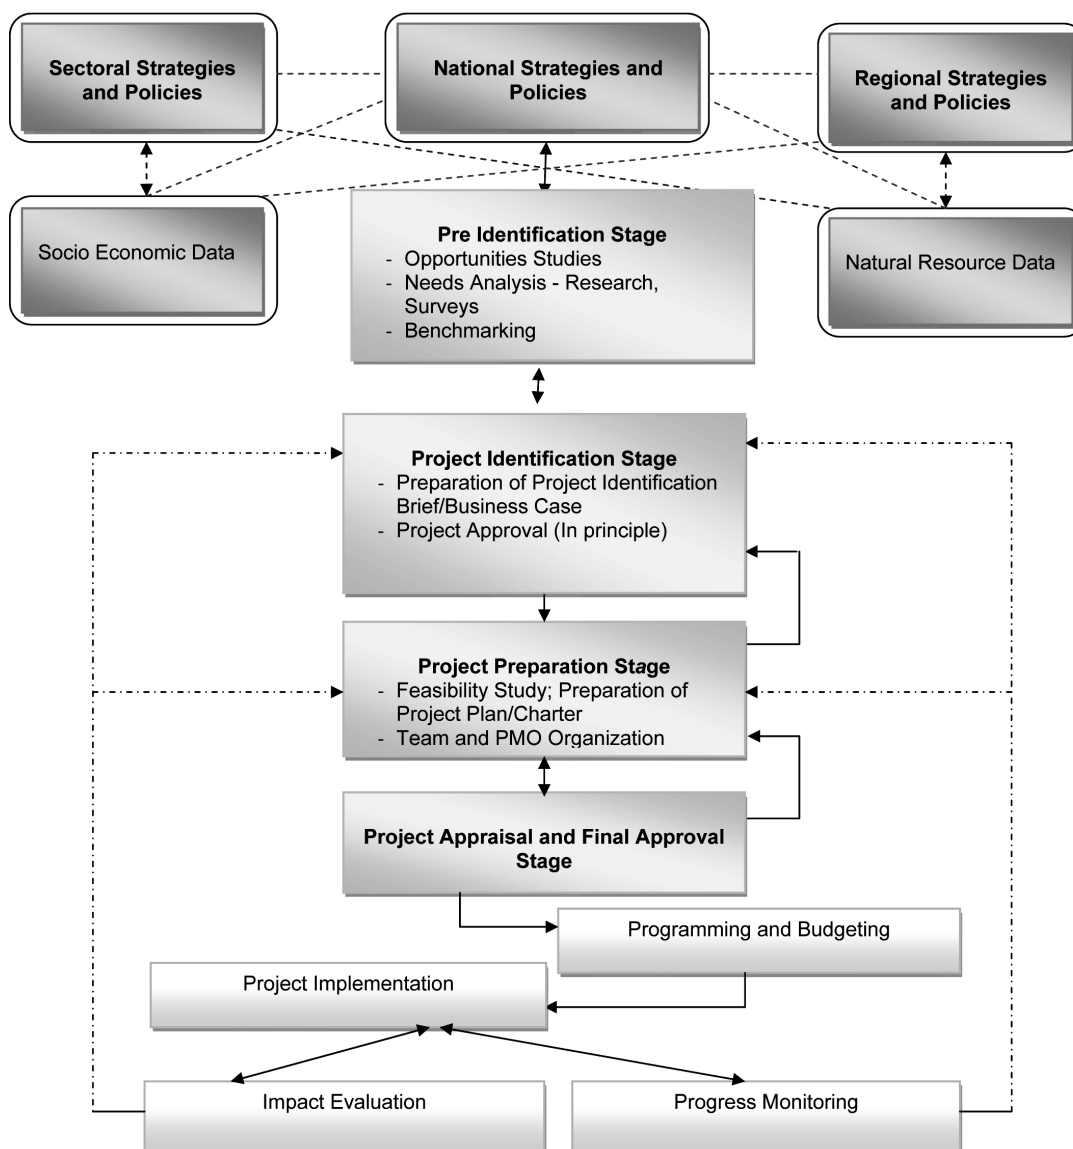 Sectoral Strategies
and Policies
National Strategies and
Policies
Regional Strategies
and Policies
Socio Economic Data
Pre Identification Stage
- Opportunities Studies
- Needs Analysis - Research,
Surveys
- Benchmarking
Natural Resource Data
Project Identification Stage
- Preparation of Project Identification
Brief/Business Case
- Project Approval (In principle)
Project Preparation Stage
- Feasibility Study; Preparation of
Project Plan/Charter
- Team and PMO Organization
Project Appraisal and Final Approval
Stage
Programming and Budgeting
Project Implementation
Impact Evaluation
Progress Monitoring